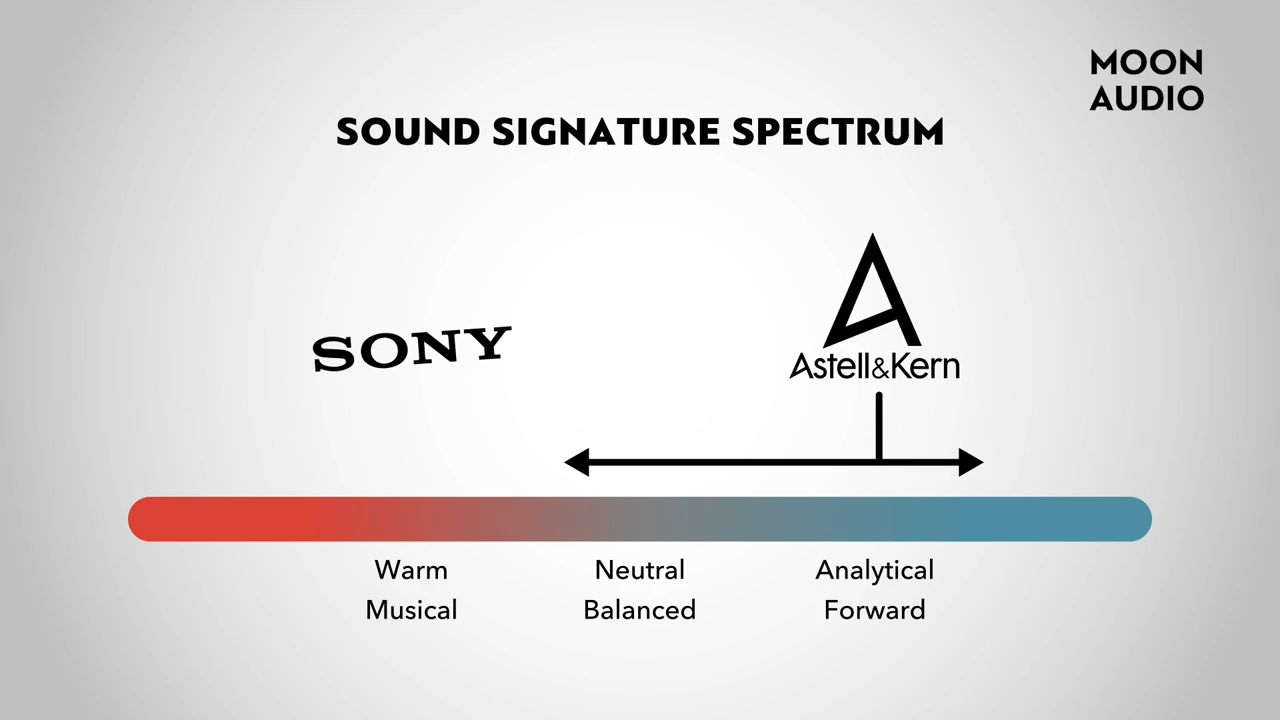 MOON
AUDIO
SOUND SIGNATURE SPECTRUM
SONY
Astell&Kern
Warm
Musical
Neutral
Balanced
Analytical
Forward